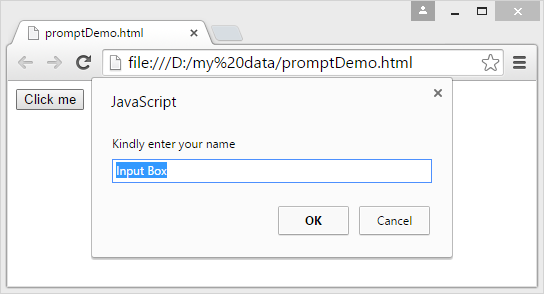 promptDemo.html
file:///D:/my%20data/promptDemo.html
Click me
JavaScript
Kindly enter your name
Input Box
OK
Cancel